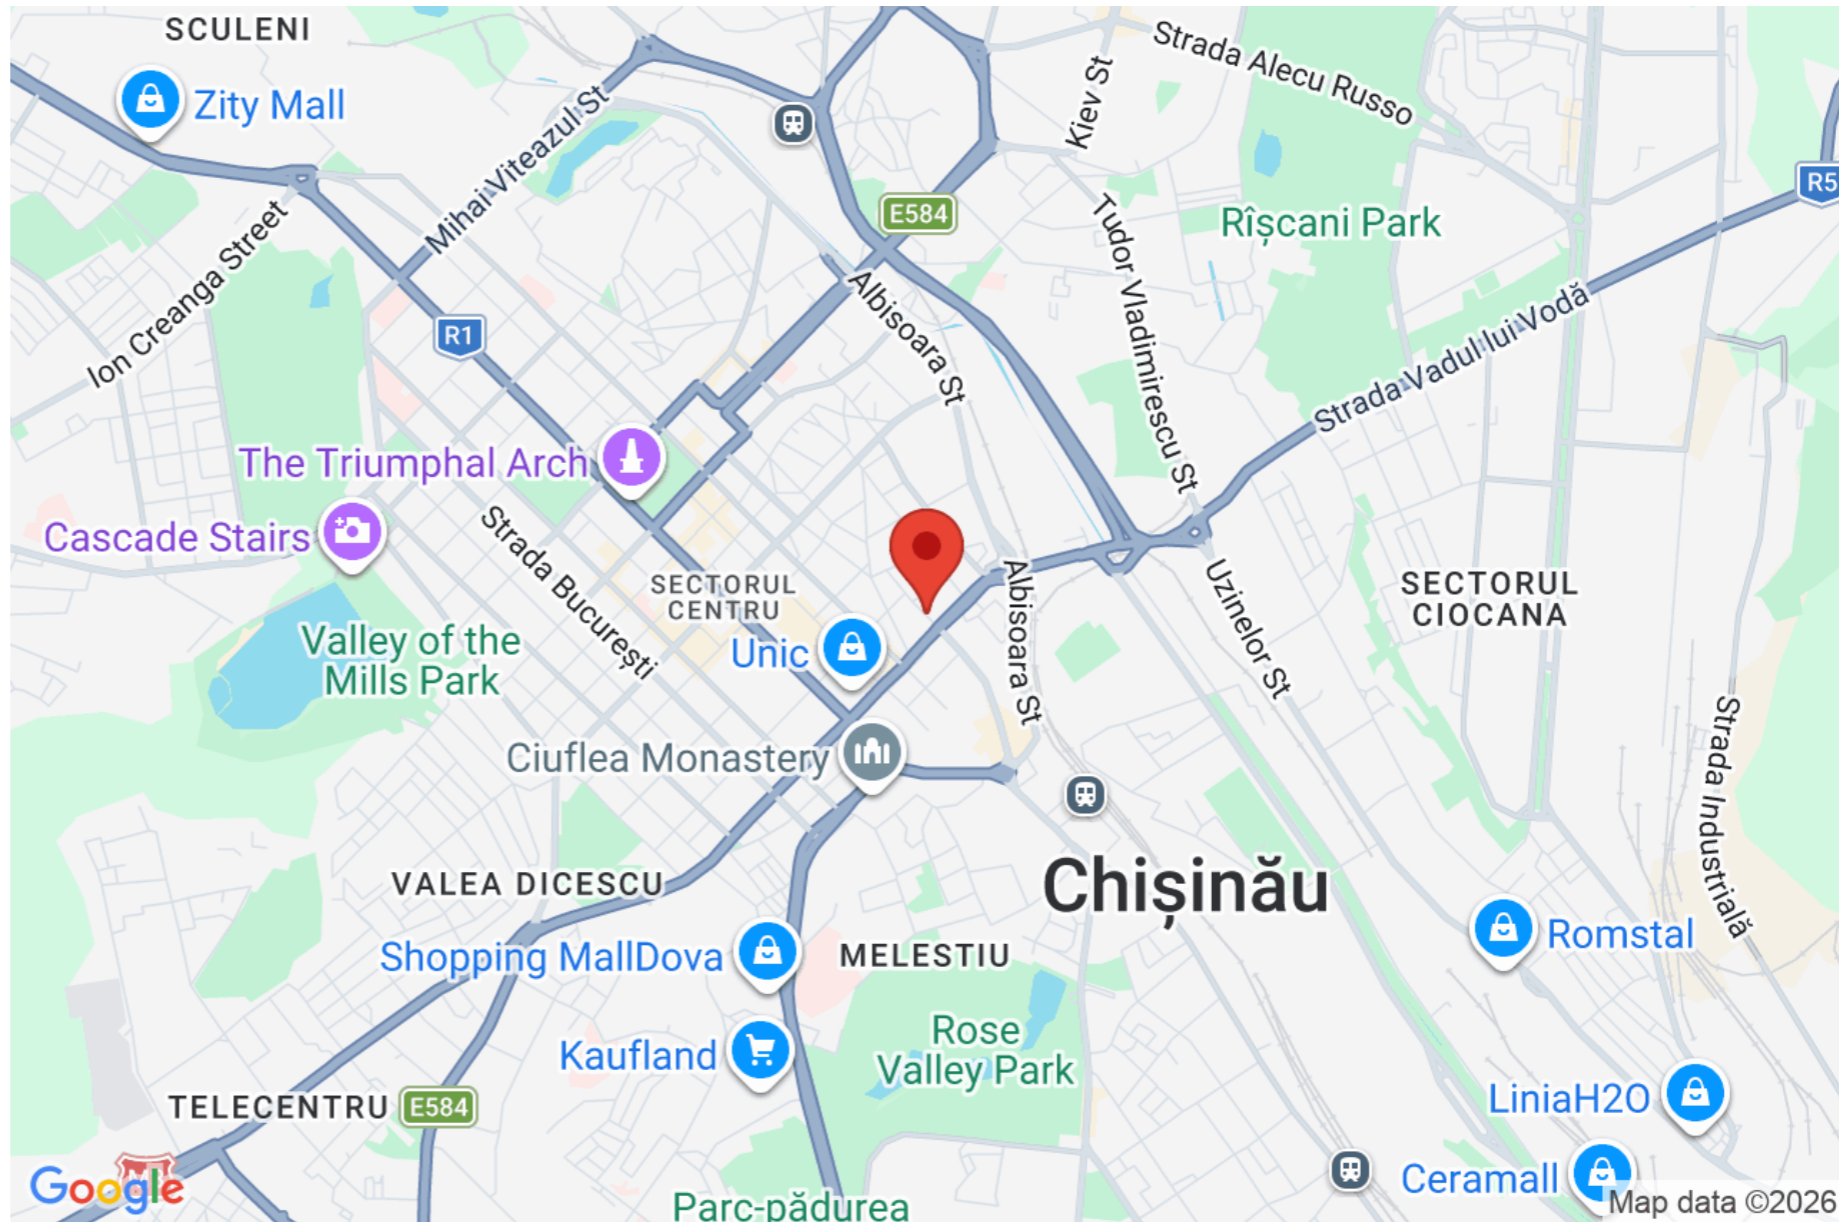 SCULENI
Zity Mall
Mihai Viteazul St
Strada Alecu Russo
Kiev St
R5
E584
Rîșcani Park
Ion Creanga Street
Tudor Vladimirescu St
Albisoara St
R1
Strada Vadul lui Vodă
The Triumphal Arch
Cascade Stairs
Strada București
SECTORUL
CENTRU
Albisoara St
Uzinelor St
SECTORUL
CIOCANA
Valley of the
Mills Park
Unic
Ciuflea Monastery
Strada Industrială
VALEA DICESCU
Chișinău
Shopping MallDova
MELESTIU
Romstal
Rose
Valley Park
Kaufland
TELECENTRU
E584
LiniaH2O
Ceramall
Google
Parc-pădurea
Map data ©2026